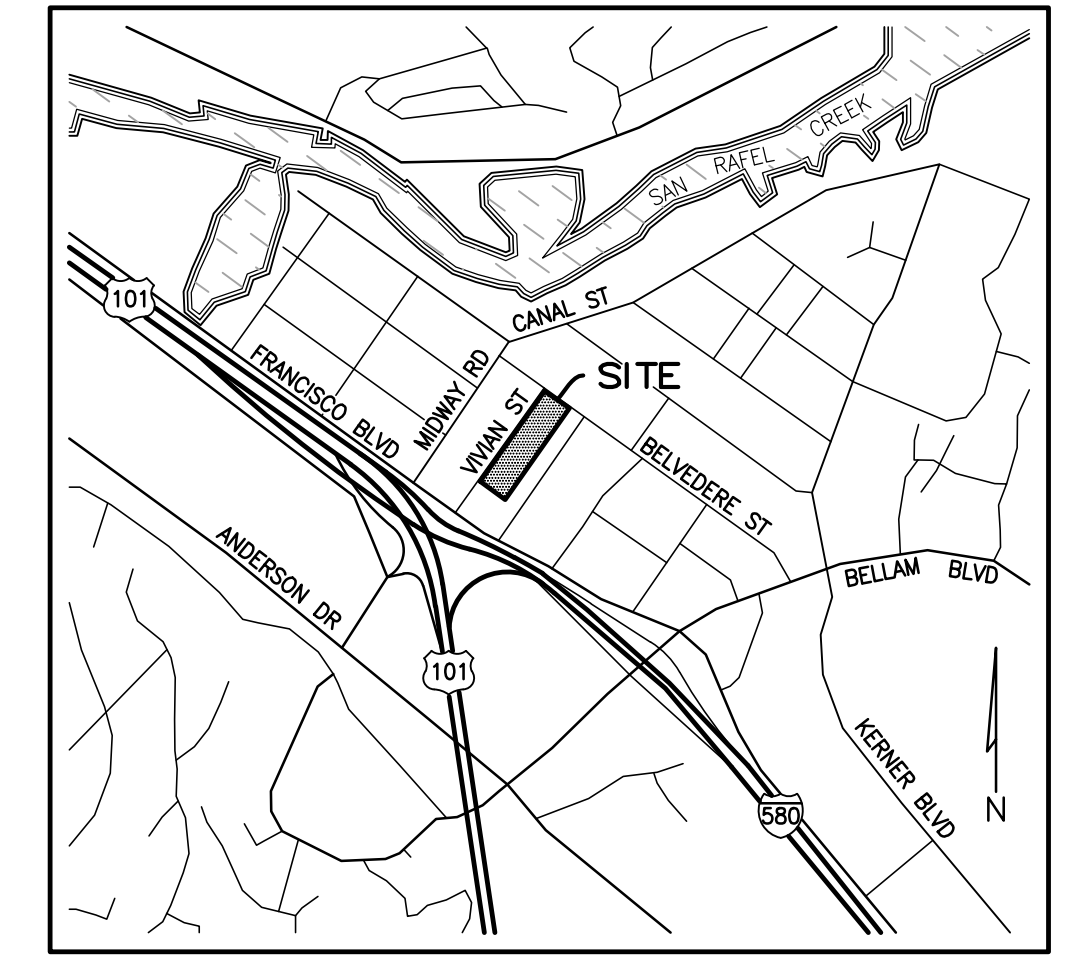 SAN RAFEL CREEK
101
CANAL ST
FRANCISCO BLVD
MIDWAY RD
VIVIAN ST
SITE
BELVEDERE ST
ANDERSON DR
BELLAM BLVD
101
KERNER BLVD
580
N